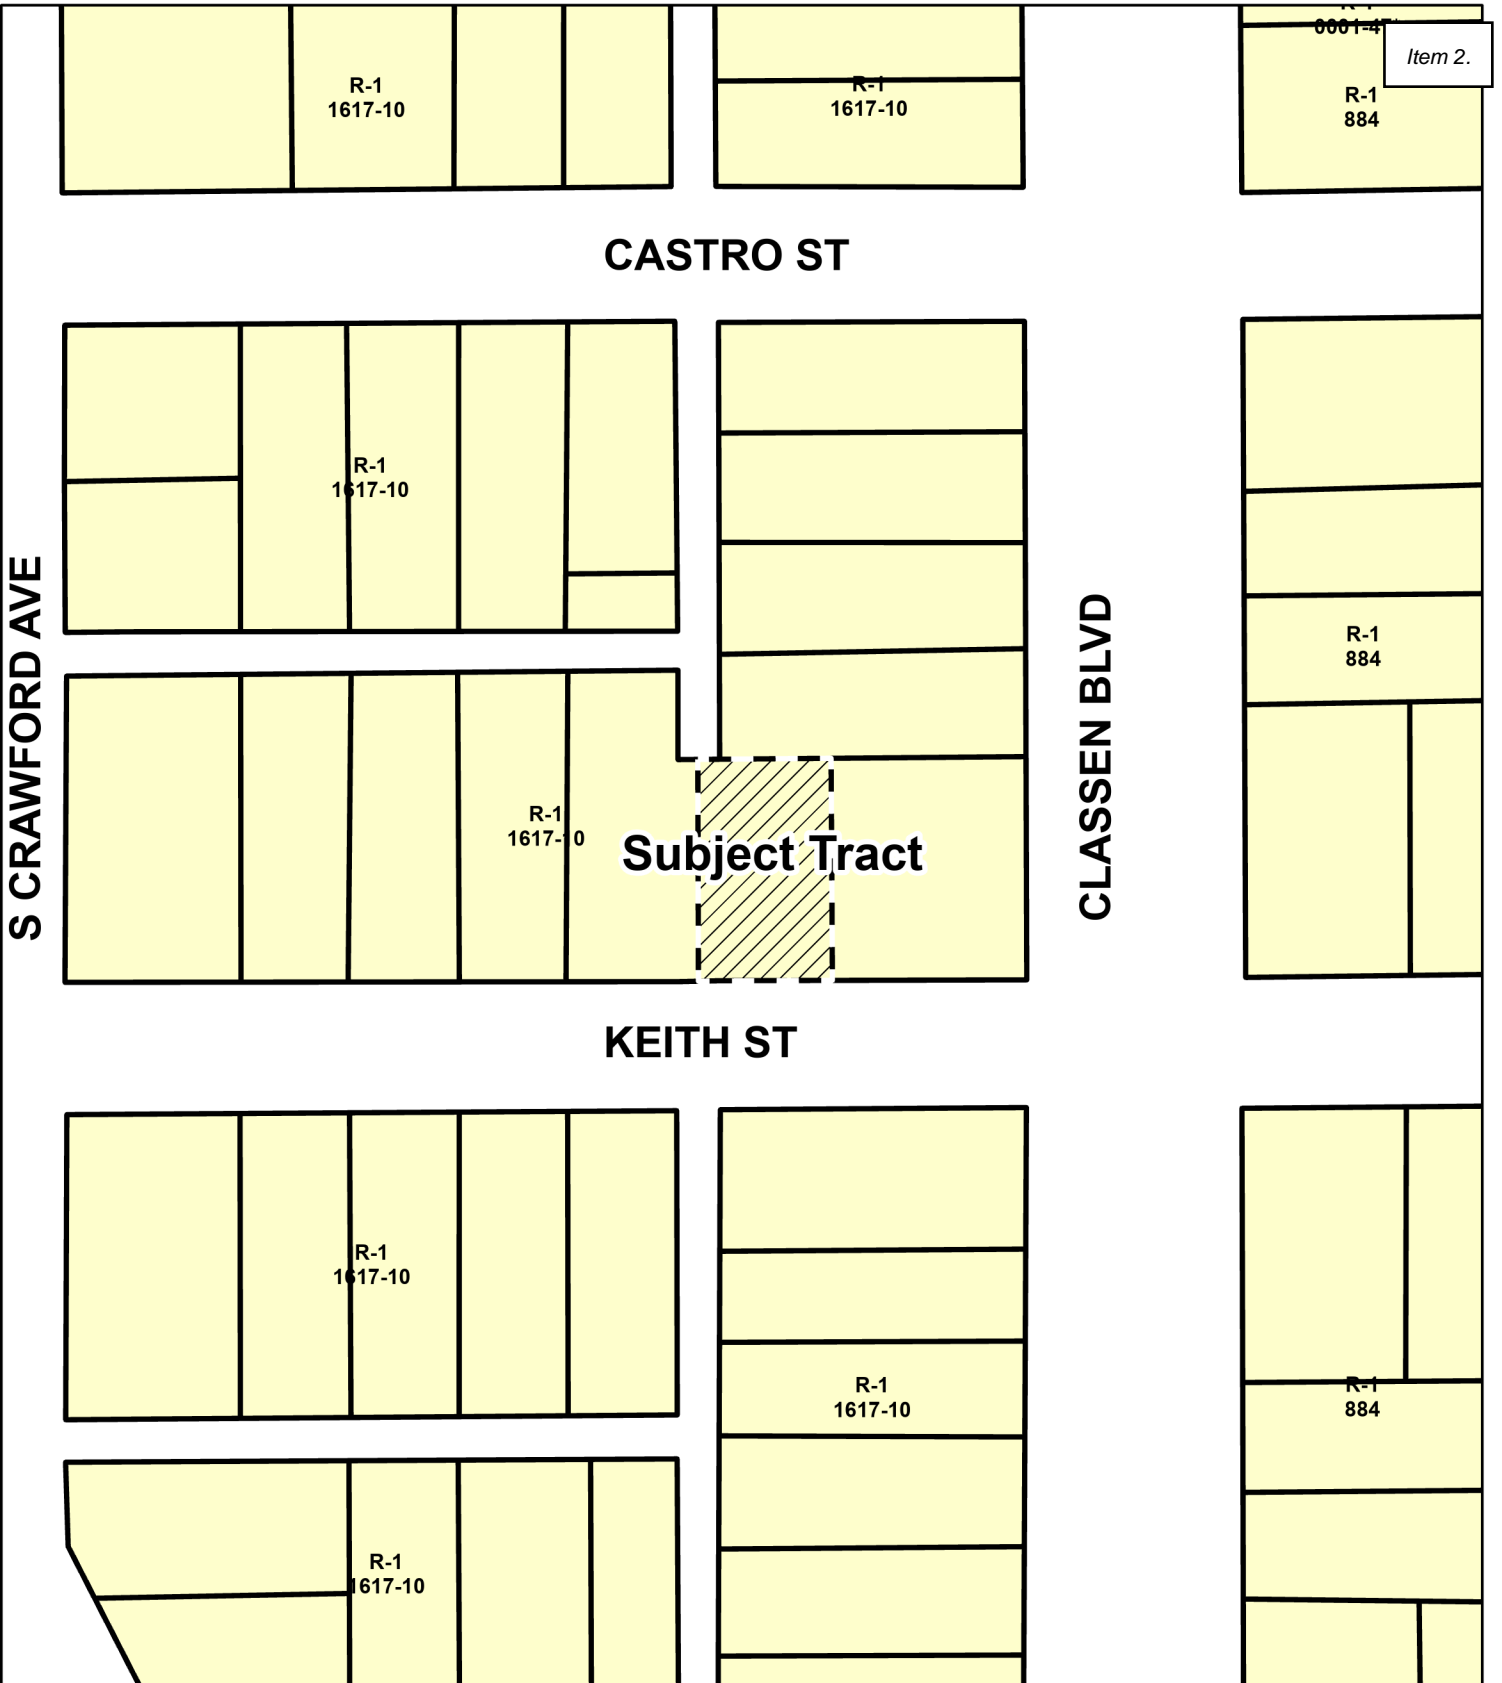 Item 2.
R-1
1617-10
R-1
1617-10
R-1
884
CASTRO ST
R-1
1617-10
S CRAWFORD AVE
CLASSEN BLVD
R-1
884
R-1
1617-10
Subject Tract
KEITH ST
R-1
1617-10
R-1
1617-10
R-1
884
R-1
1617-10